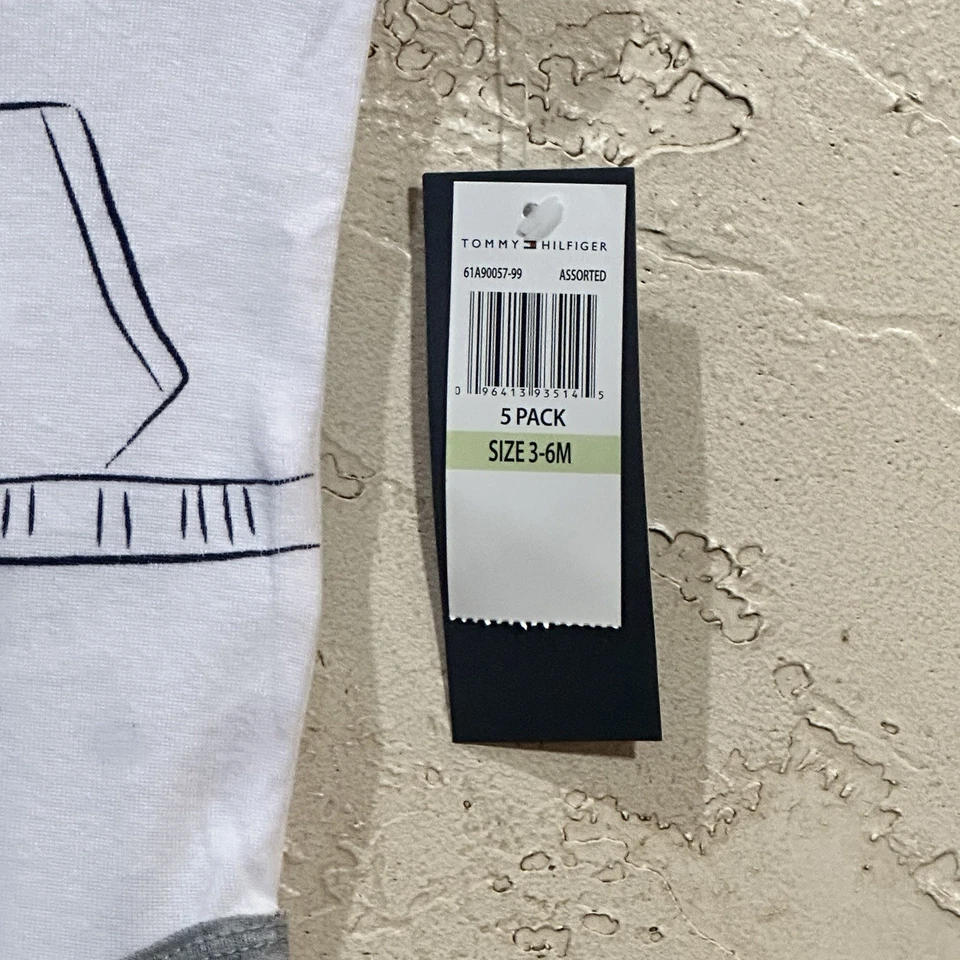 TOMMY HILFIGER
61A90057-99 ASSORTED
0 96413 93514 5
5 PACK
SIZE 3-6M